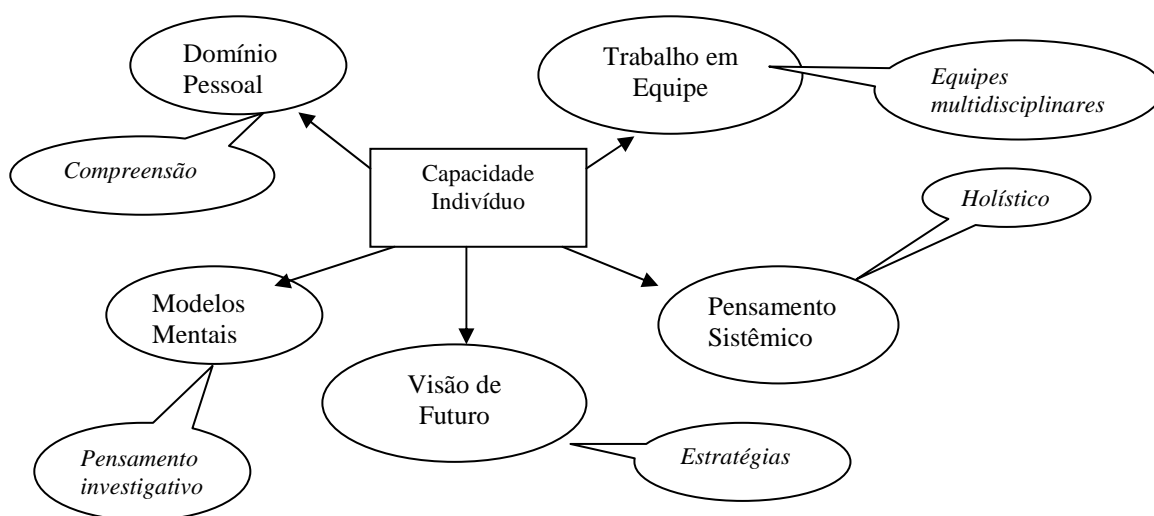 Domínio
Pessoal
Trabalho em
Equipe
Equipes
multidisciplinares
Compreensão
Capacidade
Indivíduo
Holístico
Modelos
Mentais
Pensamento
Sistêmico
Visão de
Futuro
Pensamento
investigativo
Estratégias